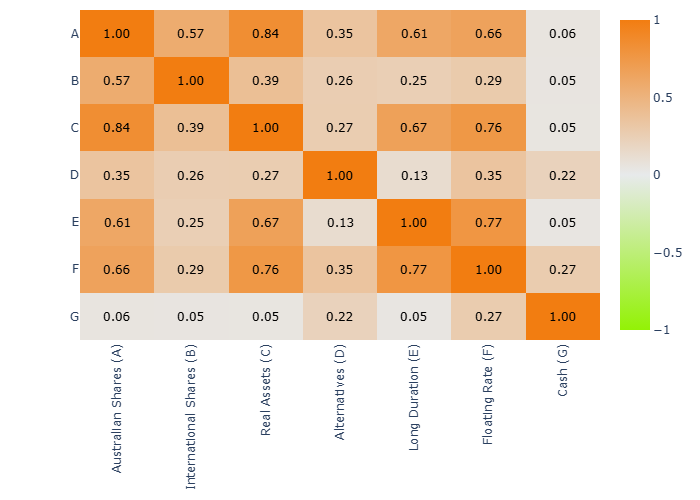 A 1.00 0.57 0.84 0.35 0.61 0.66 0.06
B 0.57 1.00 0.39 0.26 0.25 0.29 0.05
C 0.84 0.39 1.00 0.27 0.67 0.76 0.05
D 0.35 0.26 0.27 1.00 0.13 0.35 0.22
E 0.61 0.25 0.67 0.13 1.00 0.77 0.05
F 0.66 0.29 0.76 0.35 0.77 1.00 0.27
G 0.06 0.05 0.05 0.22 0.05 0.27 1.00
Australian Shares (A)
International Shares (B)
Real Assets (C)
Alternatives (D)
Long Duration (E)
Floating Rate (F)
Cash (G)
1
0.5
0
−0.5
−1